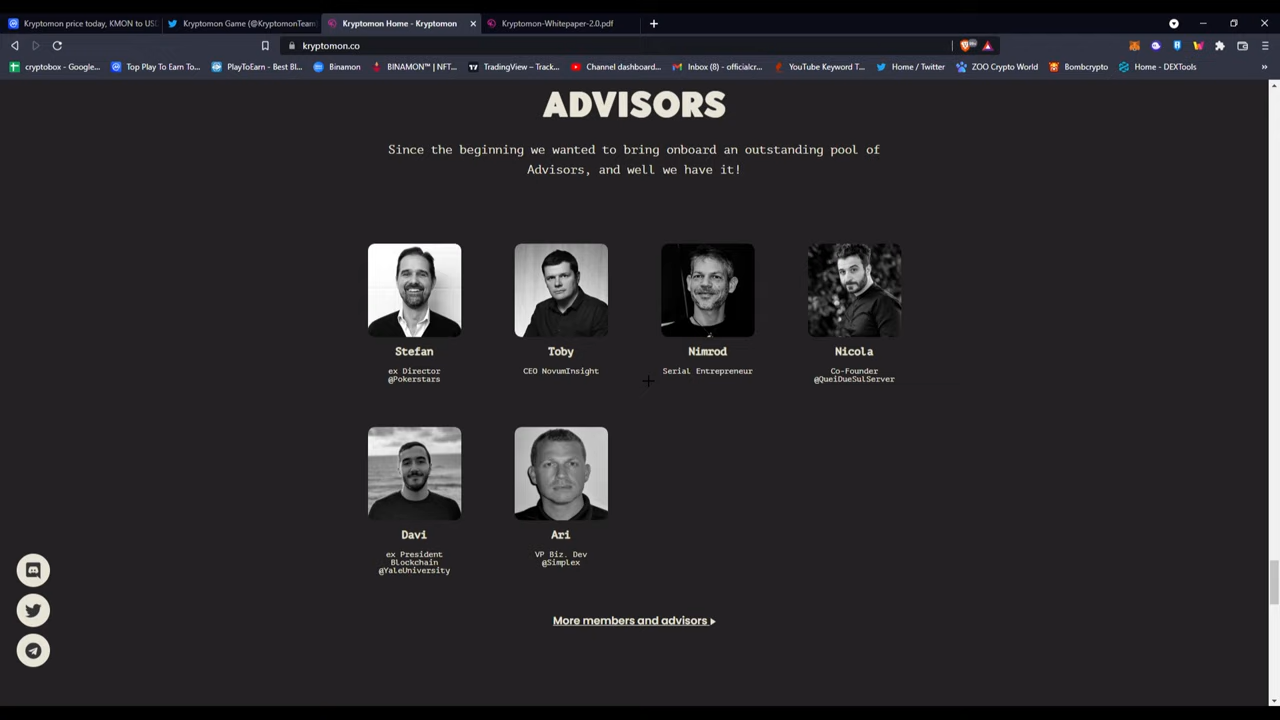 Kryptomon price today, KMON to USD
Kryptomon Game (@KryptomonTeam)
Kryptomon Home - Kryptomon
Kryptomon-Whitepaper-2.0.pdf
kryptomon.co
cryptobox - Google...
Top Play To Earn To...
PlayToEarn - Best Bl...
Binamon
BINAMON™ | NFT...
TradingView – Track...
Channel dashboard...
Inbox (8) - officialcr...
YouTube Keyword T...
Home / Twitter
ZOO Crypto World
Bombcrypto
Home - DEXTools
ADVISORS
Since the beginning we wanted to bring onboard an outstanding pool of
Advisors, and well we have it!
Stefan
ex Director
@Pokerstars
Toby
CEO NovumInsight
Nimrod
Serial Entrepreneur
Nicola
Co-Founder
@QueiDueSulServer
Davi
ex President
Blockchain
@YaleUniversity
Ari
VP Biz. Dev
@Simplex
More members and advisors